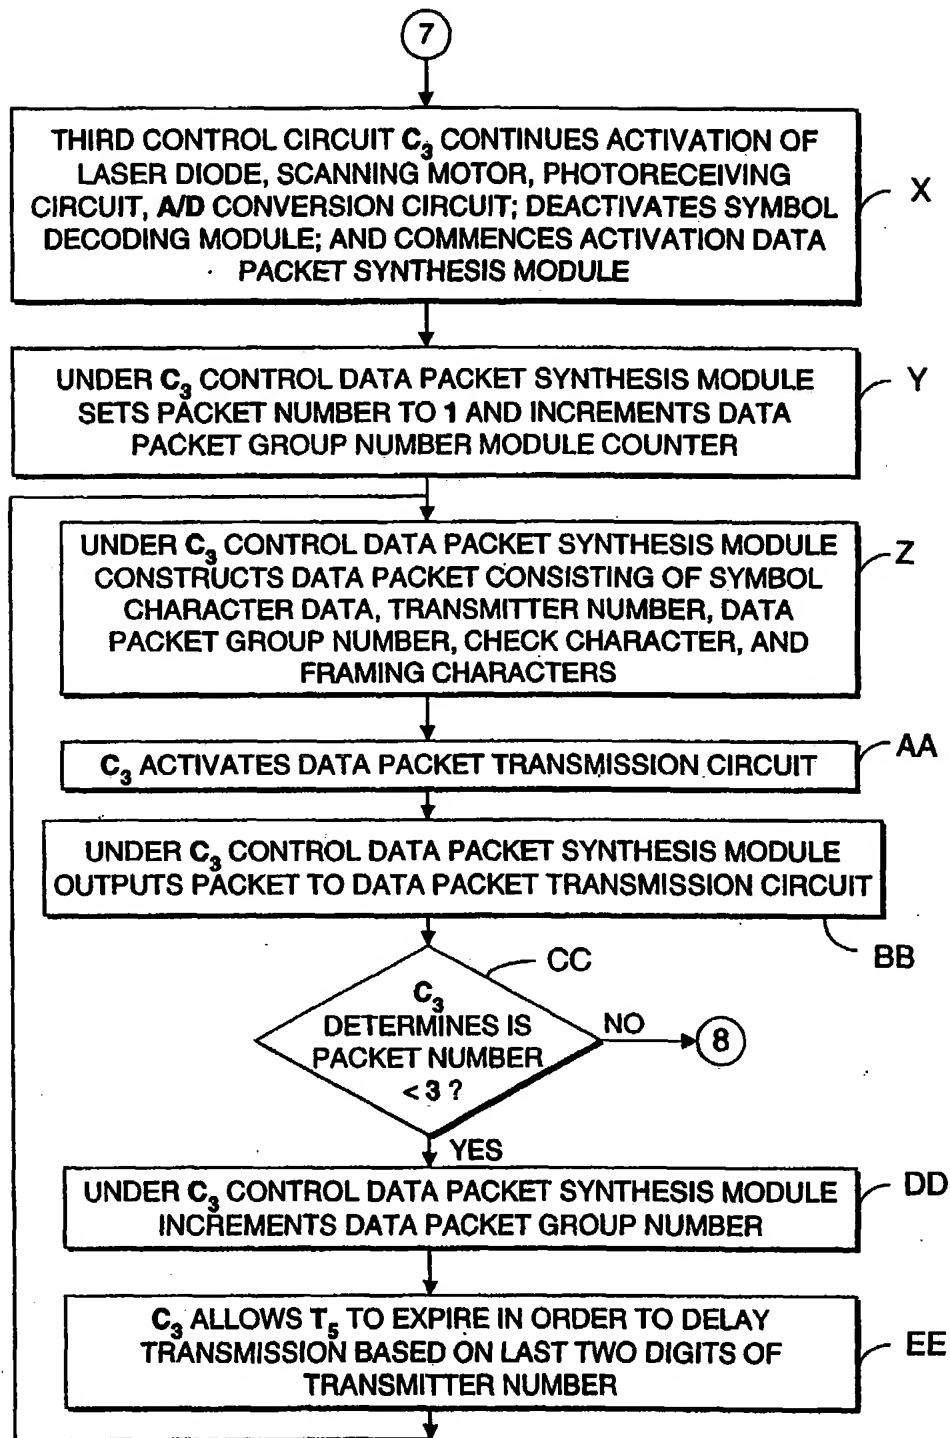 7
THIRD CONTROL CIRCUIT C₃ CONTINUES ACTIVATION OF
LASER DIODE, SCANNING MOTOR, PHOTORECEIVING
CIRCUIT, A/D CONVERSION CIRCUIT; DEACTIVATES SYMBOL
DECODING MODULE; AND COMMENCES ACTIVATION DATA
PACKET SYNTHESIS MODULE
X
UNDER C₃ CONTROL DATA PACKET SYNTHESIS MODULE
SETS PACKET NUMBER TO 1 AND INCREMENTS DATA
PACKET GROUP NUMBER MODULE COUNTER
Y
UNDER C₃ CONTROL DATA PACKET SYNTHESIS MODULE
CONSTRUCTS DATA PACKET CONSISTING OF SYMBOL
CHARACTER DATA, TRANSMITTER NUMBER, DATA
PACKET GROUP NUMBER, CHECK CHARACTER, AND
FRAMING CHARACTERS
Z
C₃ ACTIVATES DATA PACKET TRANSMISSION CIRCUIT
AA
UNDER C₃ CONTROL DATA PACKET SYNTHESIS MODULE
OUTPUTS PACKET TO DATA PACKET TRANSMISSION CIRCUIT
BB
C₃
DETERMINES IS
PACKET NUMBER
< 3 ?
CC
NO
8
YES
UNDER C₃ CONTROL DATA PACKET SYNTHESIS MODULE
INCREMENTS DATA PACKET GROUP NUMBER
DD
C₃ ALLOWS T₅ TO EXPIRE IN ORDER TO DELAY
TRANSMISSION BASED ON LAST TWO DIGITS OF
TRANSMITTER NUMBER
EE